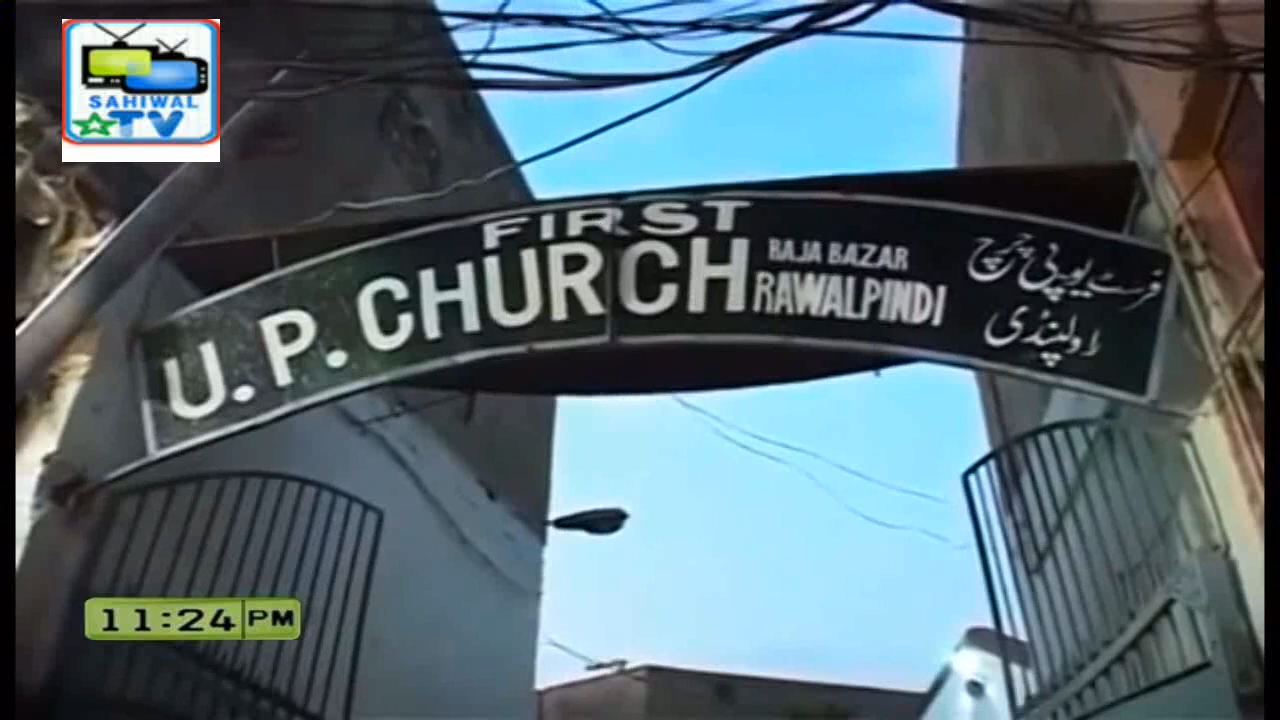 SAHIWAL
TV
FIRST
U. P. CHURCH
RAJA BAZAR
RAWALPINDI
فرسٹ یوپی چرچ
راولپنڈی
11:24 PM